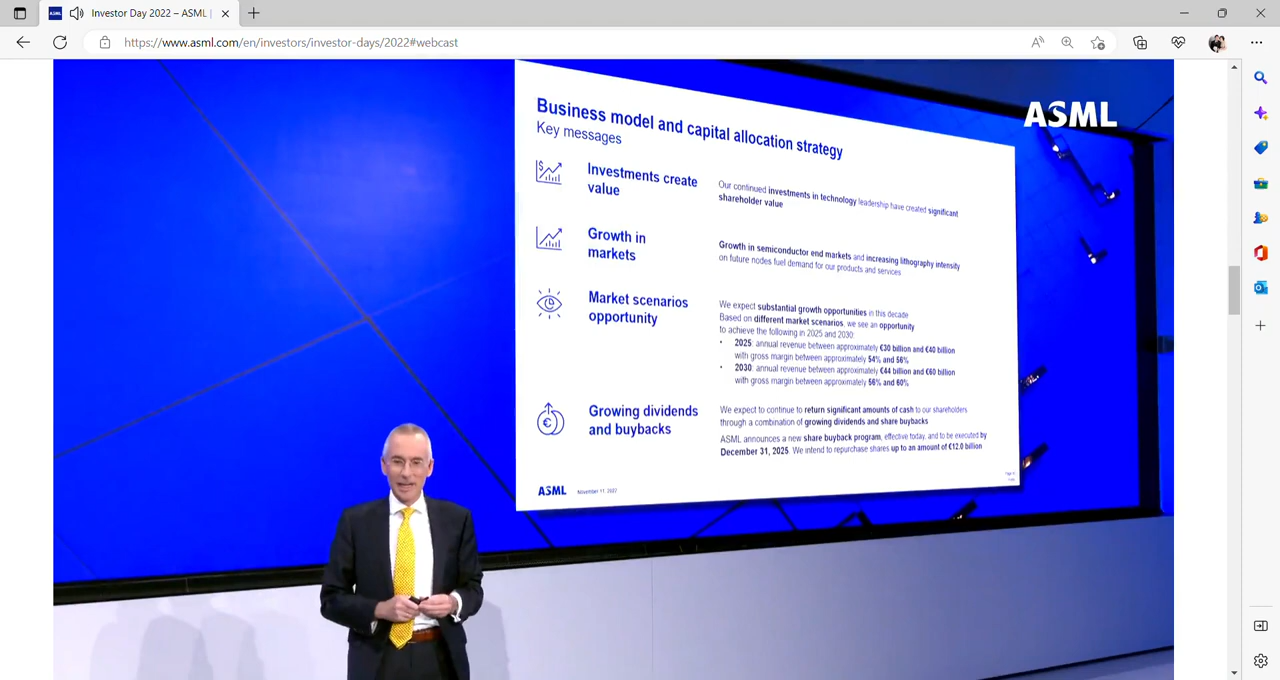 Investor Day 2022 – ASML |
https://www.asml.com/en/investors/investor-days/2022#webcast
ASML
Business model and capital allocation strategy
Key messages
Investments create
value
Our continued investments in technology leadership have created significant
shareholder value
Growth in
markets
Growth in semiconductor end markets and increasing lithography intensity
on future nodes fuel demand for our products and services
Market scenarios
opportunity
We expect substantial growth opportunities in this decade
Based on different market scenarios, we see an opportunity
to achieve the following in 2025 and 2030:
• 2025: annual revenue between approximately €30 billion and €40 billion
with gross margin between approximately 54% and 56%
• 2030: annual revenue between approximately €44 billion and €60 billion
with gross margin between approximately 56% and 60%
Growing dividends
and buybacks
We expect to continue to return significant amounts of cash to our shareholders
through a combination of growing dividends and share buybacks
ASML announces a new share buyback program, effective today, and to be executed by
December 31, 2025. We intend to repurchase shares up to an amount of €12.0 billion
ASML
November 11, 2022